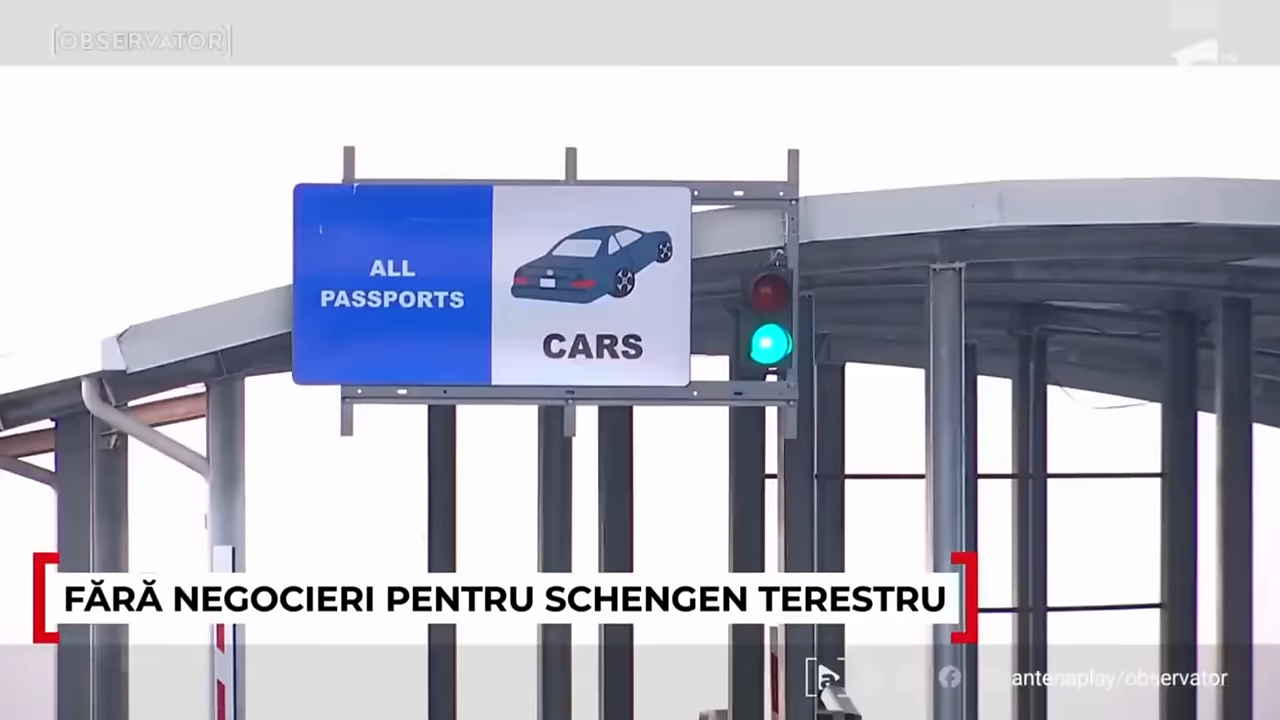 [OBSERVATOR]
ALL
PASSPORTS
CARS
FĂRĂ NEGOCIERI PENTRU SCHENGEN TERESTRU
antenaplay/observator